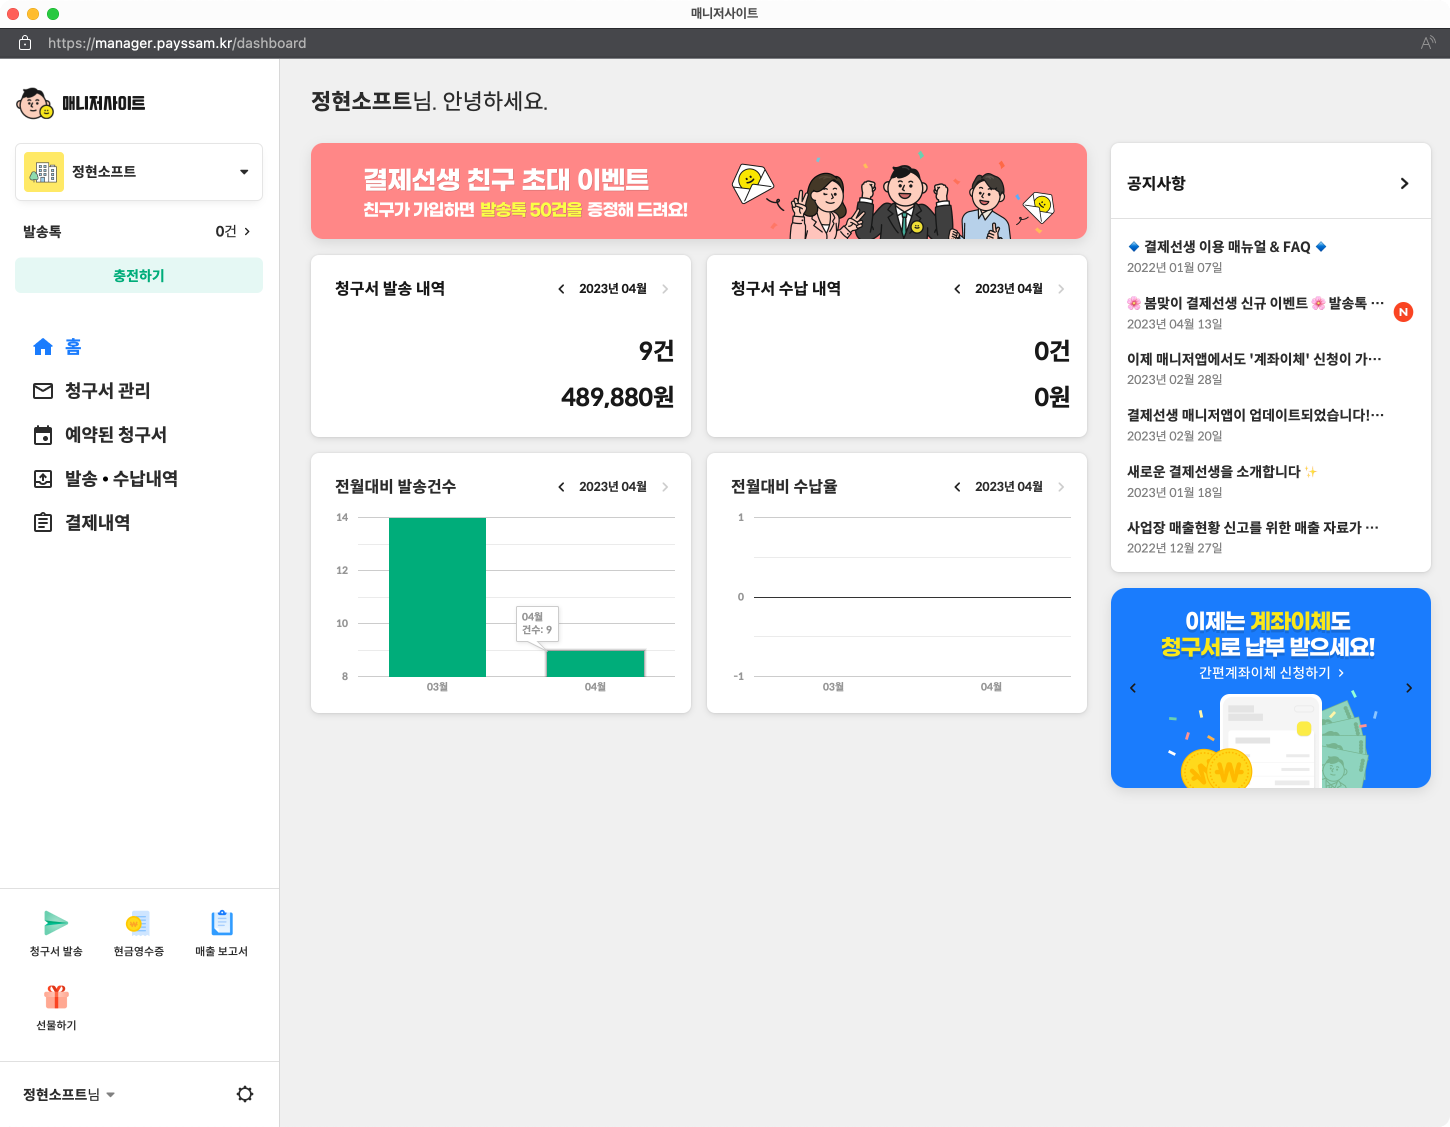 매니저사이트
https://manager.payssam.kr/dashboard
매니저사이트
정현소프트
발송톡 0건
충전하기
홈
청구서 관리
예약된 청구서
발송 • 수납내역
결제내역
청구서 발송
현금영수증
매출 보고서
선물하기
정현소프트님
정현소프트님. 안녕하세요.
결제선생 친구 초대 이벤트
친구가 가입하면 발송톡 50건을 증정해 드려요!
청구서 발송 내역
2023년 04월
9건
489,880원
청구서 수납 내역
2023년 04월
0건
0원
전월대비 발송건수
2023년 04월
14
12
10
8
04월
건수: 9
03월
04월
전월대비 수납율
2023년 04월
1
0
-1
03월
04월
공지사항
결제선생 이용 매뉴얼 & FAQ
2022년 01월 07일
🌸 봄맞이 결제선생 신규 이벤트 🌸 발송톡 ···
N
2023년 04월 13일
이제 매니저앱에서도 '계좌이체' 신청이 가···
2023년 02월 28일
결제선생 매니저앱이 업데이트되었습니다!···
2023년 02월 20일
새로운 결제선생을 소개합니다 ✨
2023년 01월 18일
사업장 매출현황 신고를 위한 매출 자료가 ···
2022년 12월 27일
이제는 계좌이체도
청구서로 납부 받으세요!
간편계좌이체 신청하기